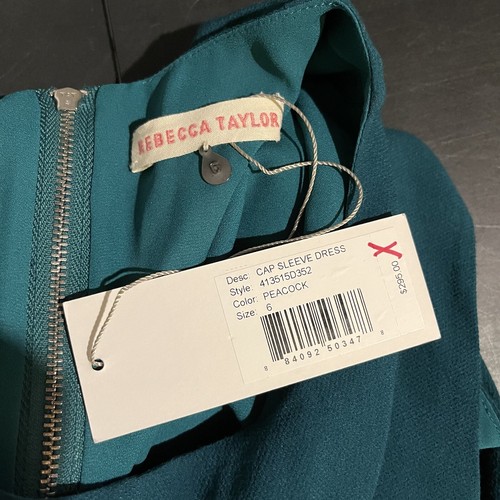 REBECCA TAYLOR
6
Desc: CAP SLEEVE DRESS
Style: 413515D352
Color: PEACOCK
Size: 6
$295.00
8 84092 50347 8